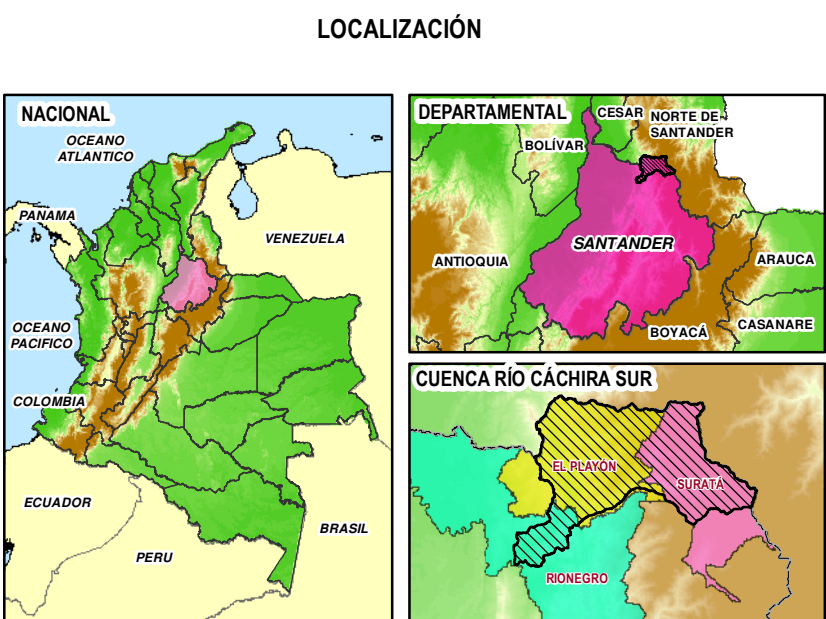 LOCALIZACIÓN
NACIONAL
OCEANO
ATLANTICO
PANAMA
VENEZUELA
OCEANO
PACIFICO
COLOMBIA
ECUADOR
PERU
BRASIL
DEPARTAMENTAL
CESAR
NORTE DE
SANTANDER
BOLÍVAR
ANTIOQUIA
SANTANDER
ARAUCA
BOYACÁ
CASANARE
CUENCA RÍO CÁCHIRA SUR
EL PLAYÓN
SURATÁ
RIONEGRO